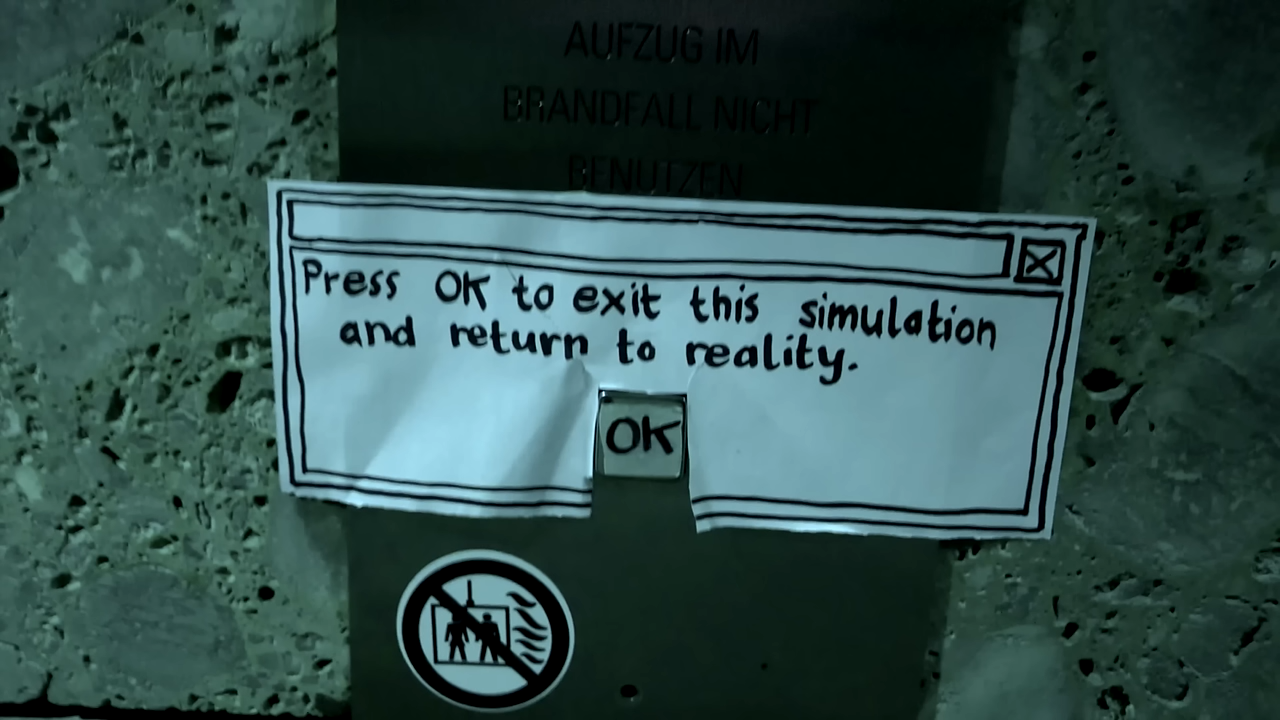 AUFZUG IM
BRANDFALL NICHT
BENUTZEN
Press OK to exit this simulation
and return to reality.
OK